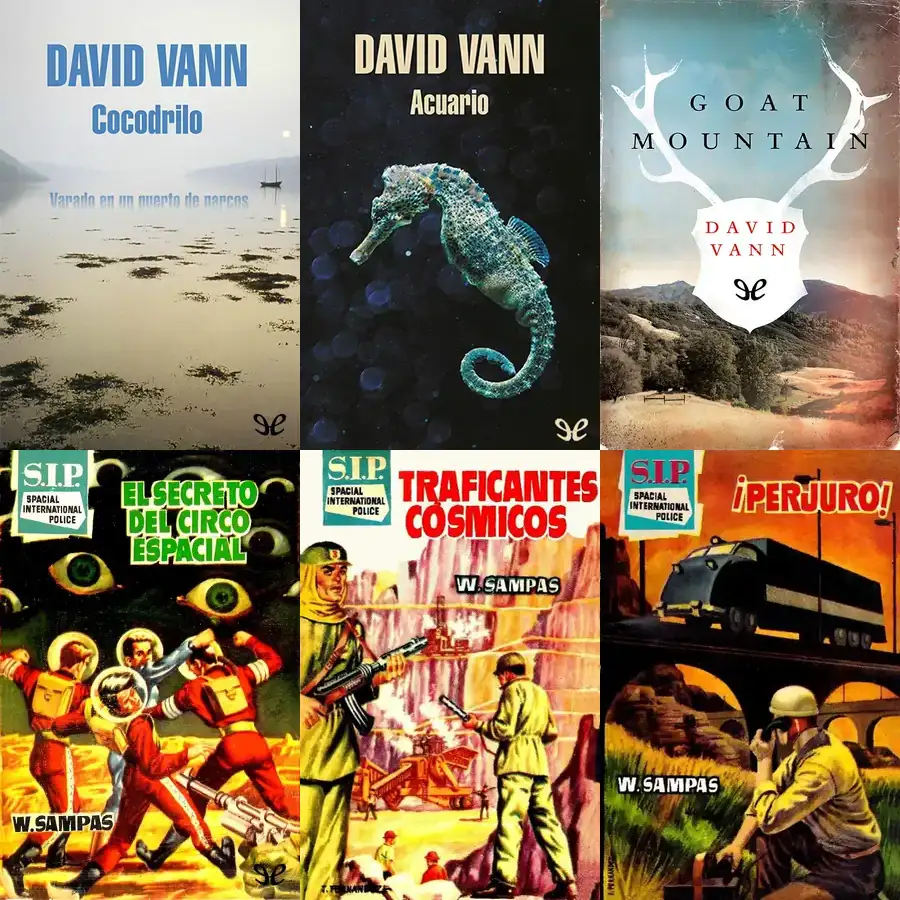 DAVID VANN
Cocodrilo
Varado en un puerto de narcos
DAVID VANN
Acuario
GOAT
MOUNTAIN
DAVID
VANN
S.I.P.
SPACIAL
INTERNATIONAL
POLICE
EL SECRETO
DEL CIRCO
ESPACIAL
W. SAMPAS
S.I.P.
SPACIAL
INTERNATIONAL
POLICE
TRAFICANTES
CÓSMICOS
W. SAMPAS
S.I.P.
SPACIAL
INTERNATIONAL
POLICE
¡PERJURO!
W. SAMPAS